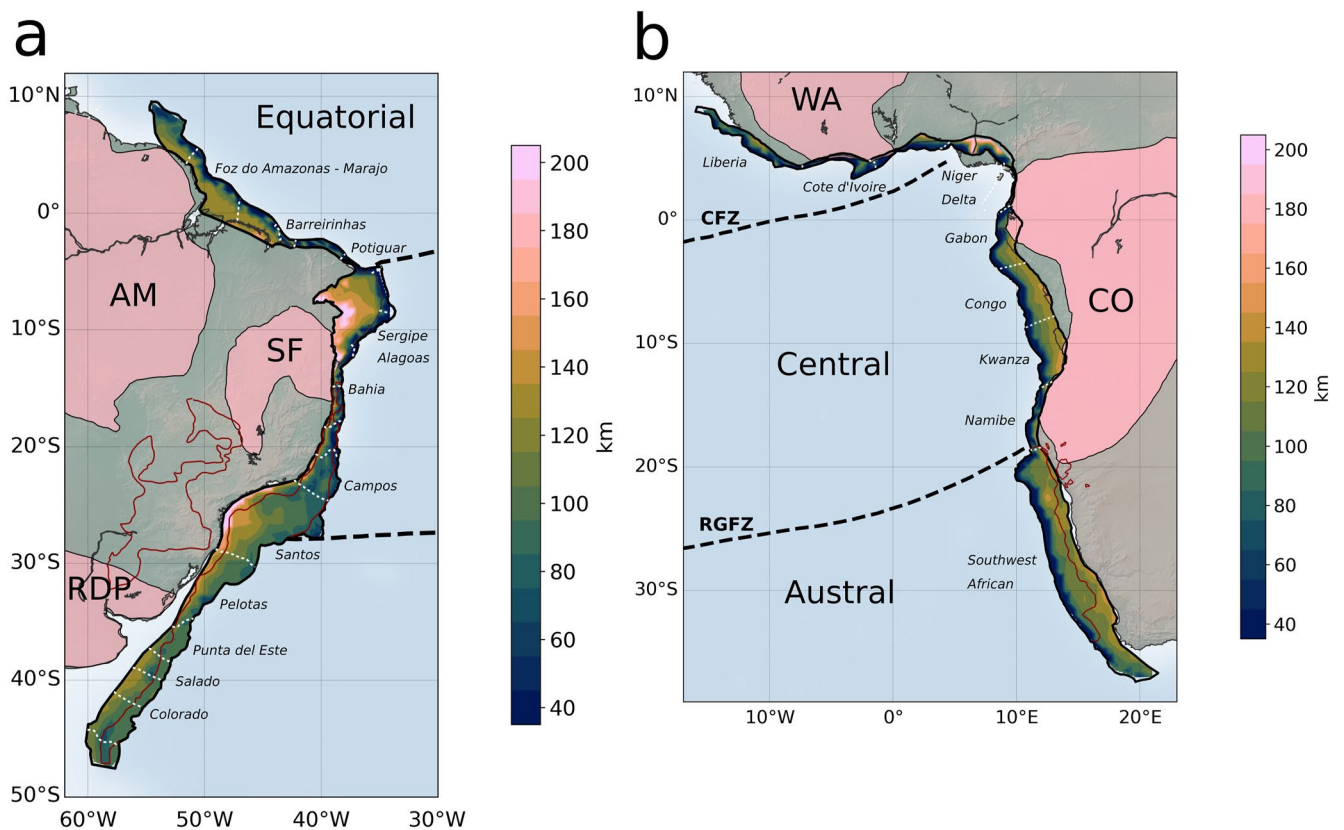 a
10°N
0°
10°S
20°S
30°S
40°S
50°S
60°W
50°W
40°W
30°W
Equatorial
Foz do Amazonas - Marajo
Barreirinhas
Potiguar
AM
SF
Sergipe
Alagoas
Bahia
Campos
Santos
RDP
Pelotas
Punta del Este
Salado
Colorado
200
180
160
140
120
100
80
60
40
km
b
10°N
0°
10°S
20°S
30°S
10°W
0°
10°E
20°E
WA
Liberia
Cote d'Ivoire
Niger
Delta
CFZ
Gabon
Congo
CO
Central
Kwanza
Namibe
RGFZ
Southwest
African
Austral
200
180
160
140
120
100
80
60
40
km